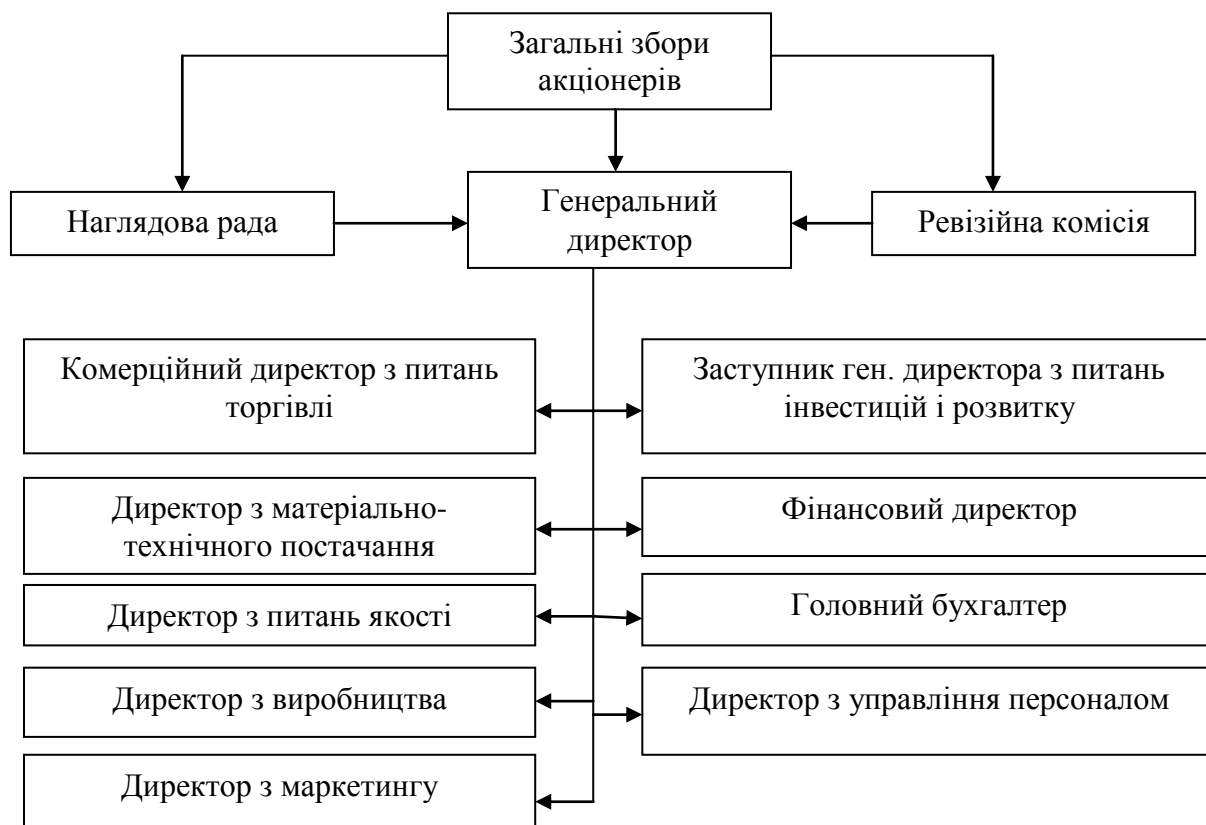 Загальні збори
акціонерів
Наглядова рада
Генеральний
директор
Ревізійна комісія
Комерційний директор з питань
торгівлі
Заступник ген. директора з питань
інвестицій і розвитку
Директор з матеріально-
технічного постачання
Фінансовий директор
Директор з питань якості
Головний бухгалтер
Директор з виробництва
Директор з управління персоналом
Директор з маркетингу